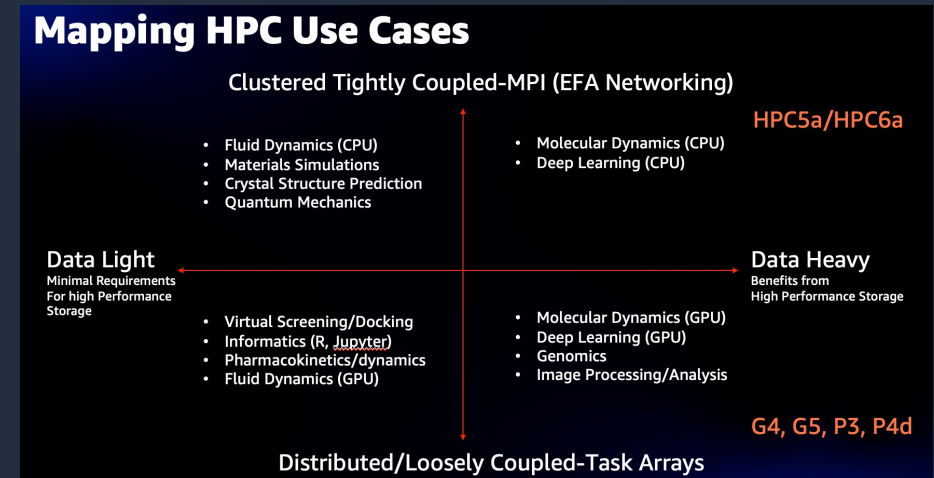 Mapping HPC Use Cases
Clustered Tightly Coupled-MPI (EFA Networking)
HPC5a/HPC6a
• Fluid Dynamics (CPU)
• Materials Simulations
• Crystal Structure Prediction
• Quantum Mechanics
• Molecular Dynamics (CPU)
• Deep Learning (CPU)
Data Light
Minimal Requirements
For high Performance
Storage
Data Heavy
Benefits from
High Performance Storage
• Virtual Screening/Docking
• Informatics (R, Jupyter)
• Pharmacokinetics/dynamics
• Fluid Dynamics (GPU)
• Molecular Dynamics (GPU)
• Deep Learning (GPU)
• Genomics
• Image Processing/Analysis
G4, G5, P3, P4d
Distributed/Loosely Coupled-Task Arrays